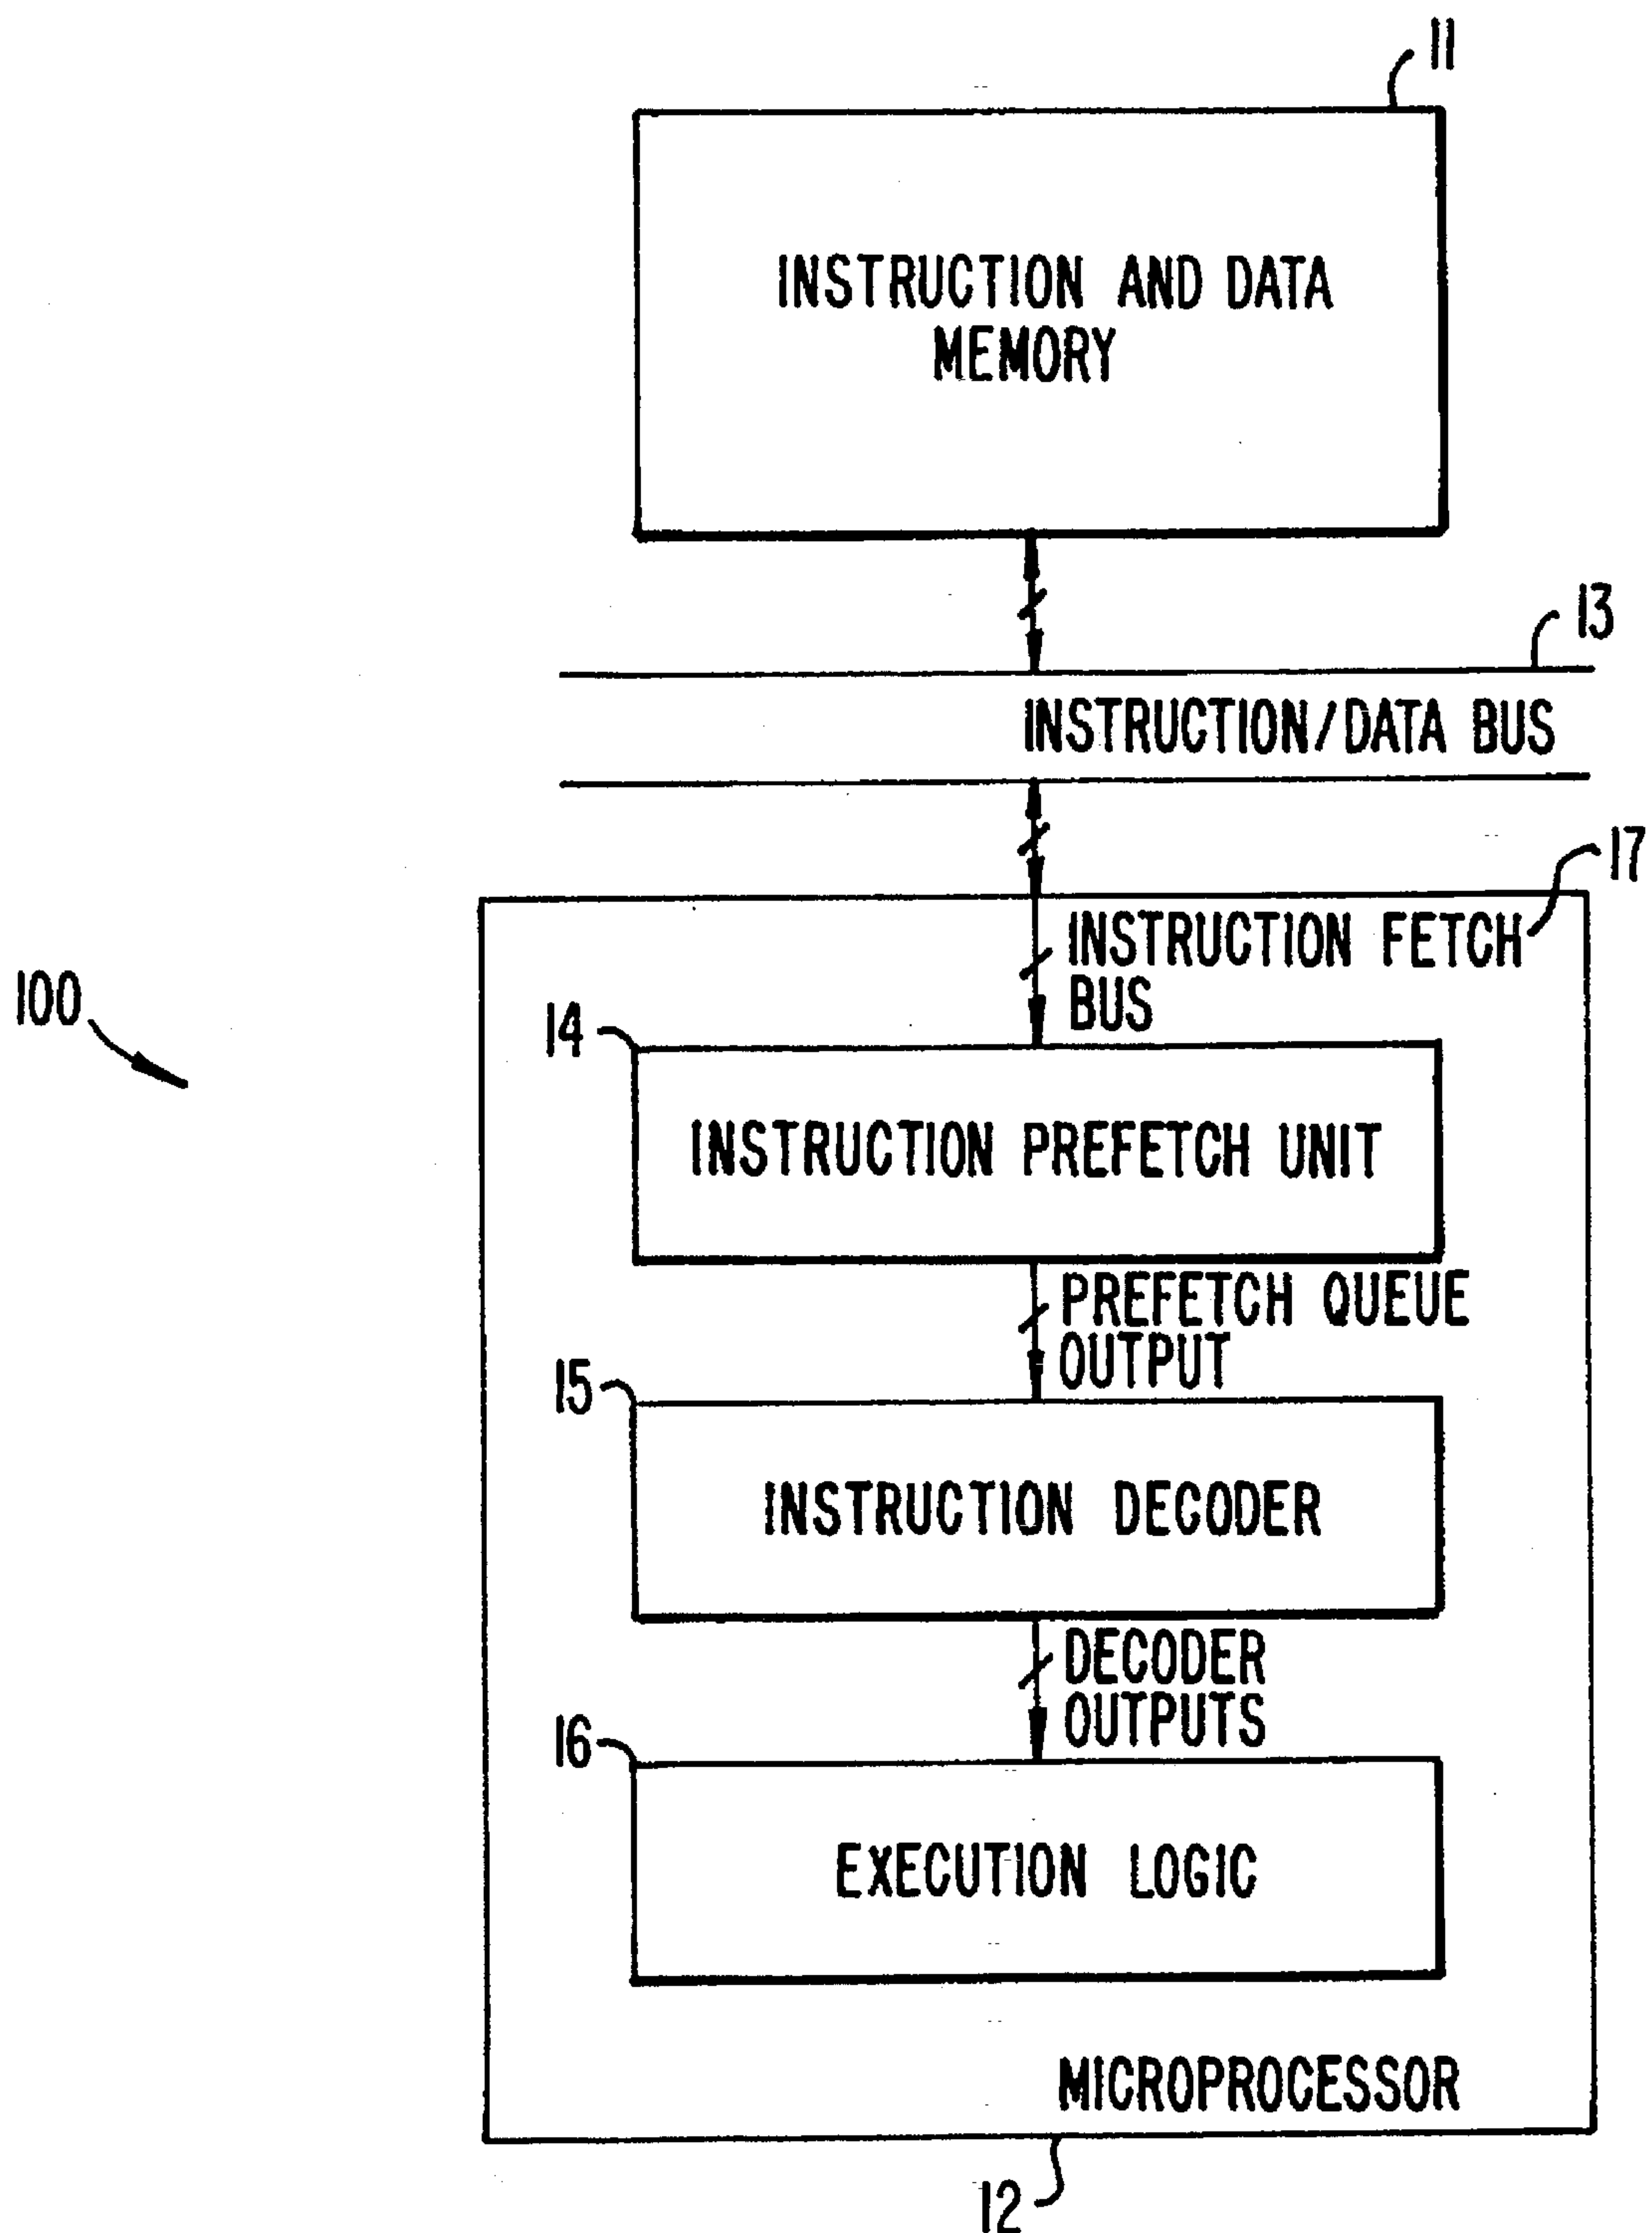 11
INSTRUCTION AND DATA
MEMORY
13
INSTRUCTION/DATA BUS
17
INSTRUCTION FETCH
BUS
100
14
INSTRUCTION PREFETCH UNIT
PREFETCH QUEUE
OUTPUT
15
INSTRUCTION DECODER
DECODER
OUTPUTS
16
EXECUTION LOGIC
MICROPROCESSOR
12